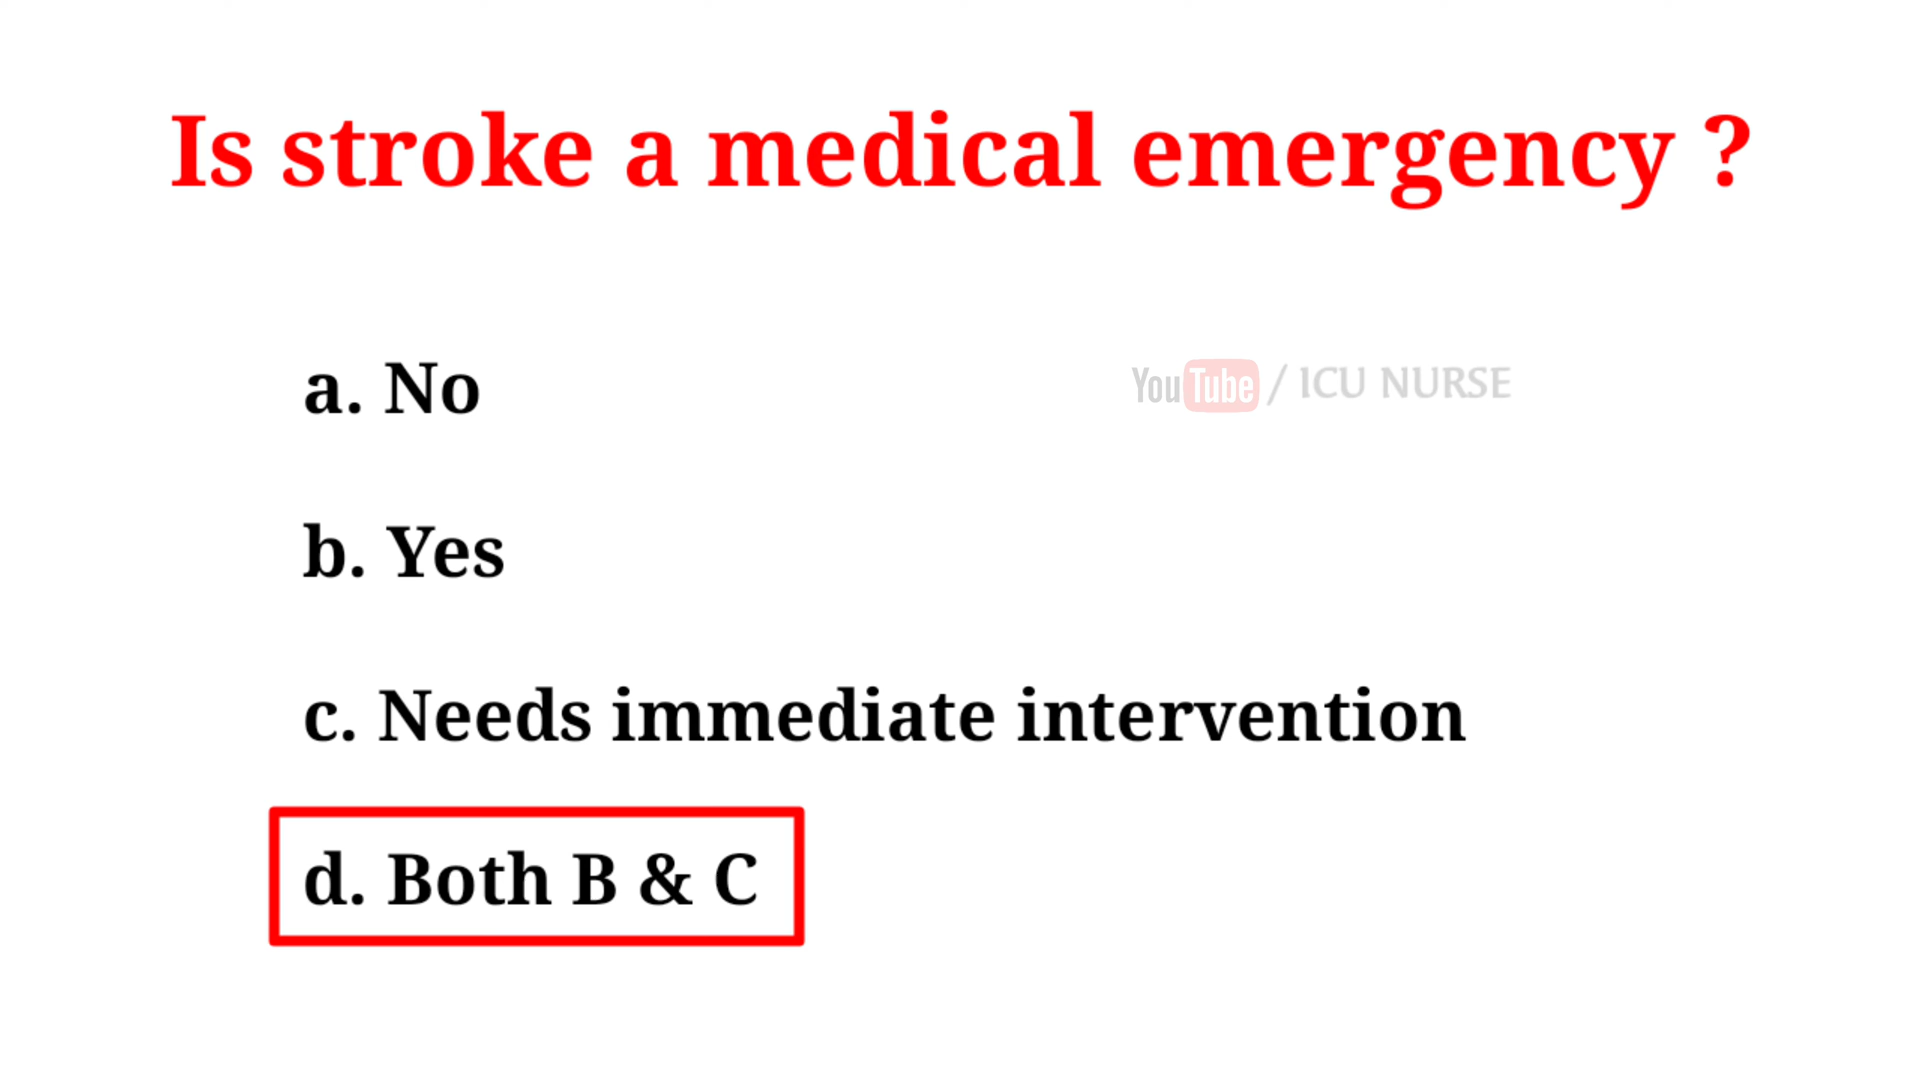 Is stroke a medical emergency ?
a. No
YouTube / ICU NURSE
b. Yes
c. Needs immediate intervention
d. Both B & C